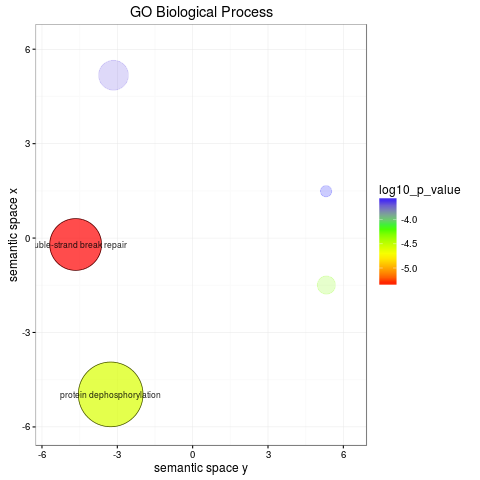 GO Biological Process
6
3
0
-3
-6
semantic space x
uble-strand break repair
protein dephosphorylation
-6
-3
0
3
6
semantic space y
log10_p_value
-4.0
-4.5
-5.0